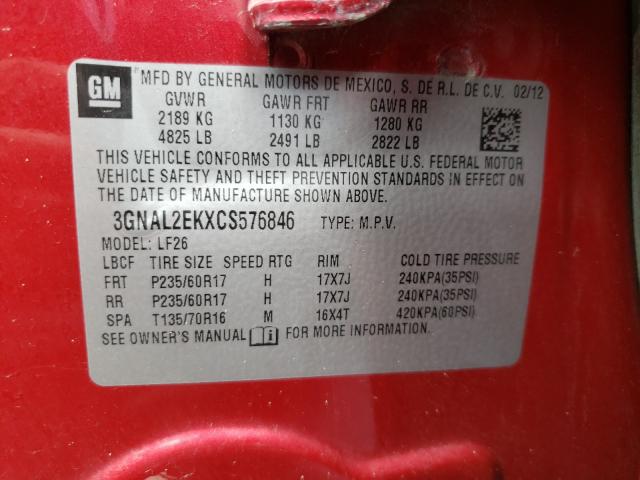 GM
MFD BY GENERAL MOTORS DE MEXICO, S. DE R.L. DE C.V. 02/12
GVWR GAWR FRT GAWR RR
2189 KG 1130 KG 1280 KG
4825 LB 2491 LB 2822 LB
THIS VEHICLE CONFORMS TO ALL APPLICABLE U.S. FEDERAL MOTOR
VEHICLE SAFETY AND THEFT PREVENTION STANDARDS IN EFFECT ON
THE DATE OF MANUFACTURE SHOWN ABOVE.
3GNAL2EKXCS576846 TYPE: M.P.V.
MODEL: LF26
LBCF TIRE SIZE SPEED RTG RIM COLD TIRE PRESSURE
FRT P235/60R17 H 17X7J 240KPA(35PSI)
RR P235/60R17 H 17X7J 240KPA(35PSI)
SPA T135/70R16 M 16X4T 420KPA(60PSI)
SEE OWNER'S MANUAL FOR MORE INFORMATION.